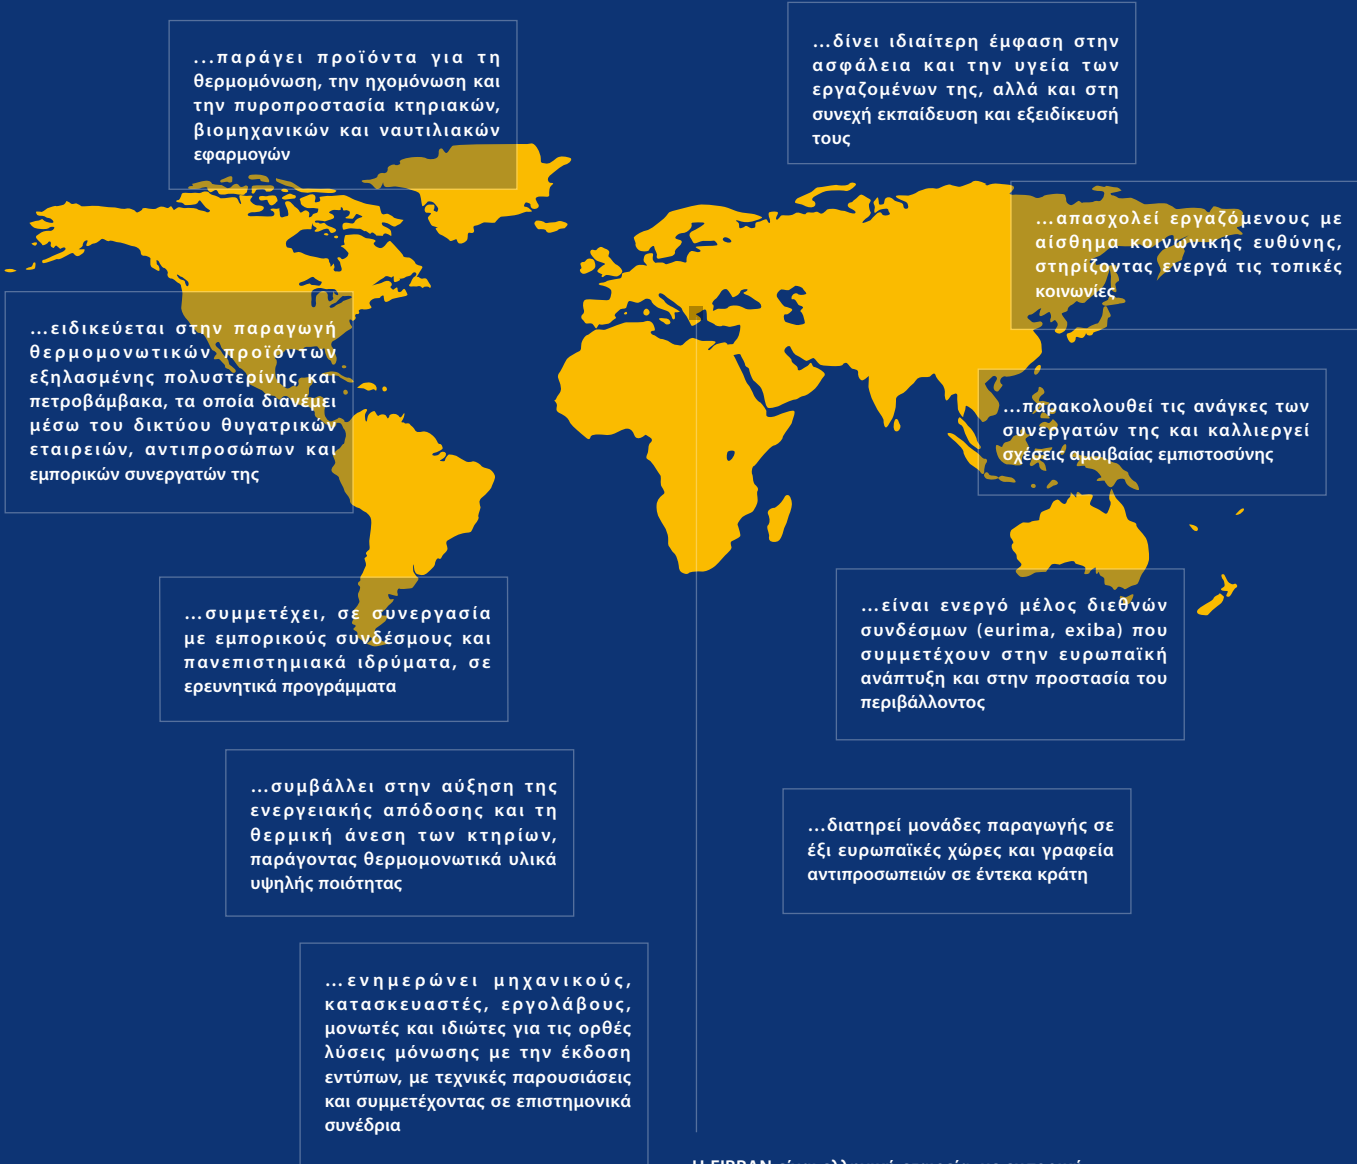 ...παράγει προϊόντα για τη
θερμομόνωση, την ηχομόνωση και
την πυροπροστασία κτηριακών,
βιομηχανικών και ναυτιλιακών
εφαρμογών
...δίνει ιδιαίτερη έμφαση στην
ασφάλεια και την υγεία των
εργαζομένων της, αλλά και στη
συνεχή εκπαίδευση και εξειδίκευσή
τους
...απασχολεί εργαζόμενους με
αίσθημα κοινωνικής ευθύνης,
στηρίζοντας ενεργά τις τοπικές
κοινωνίες
...ειδικεύεται στην παραγωγή
θερμομονωτικών προϊόντων
εξηλασμένης πολυστερίνης και
πετροβάμβακα, τα οποία διανέμει
μέσω του δικτύου θυγατρικών
εταιρειών, αντιπροσώπων και
εμπορικών συνεργατών της
...παρακολουθεί τις ανάγκες των
συνεργατών της και καλλιεργεί
σχέσεις αμοιβαίας εμπιστοσύνης
...συμμετέχει, σε συνεργασία
με εμπορικούς συνδέσμους και
πανεπιστημιακά ιδρύματα, σε
ερευνητικά προγράμματα
...είναι ενεργό μέλος διεθνών
συνδέσμων (eurima, exiba) που
συμμετέχουν στην ευρωπαϊκή
ανάπτυξη και στην προστασία του
περιβάλλοντος
...συμβάλλει στην αύξηση της
ενεργειακής απόδοσης και τη
θερμική άνεση των κτηρίων,
παράγοντας θερμομονωτικά υλικά
υψηλής ποιότητας
...διατηρεί μονάδες παραγωγής σε
έξι ευρωπαϊκές χώρες και γραφεία
αντιπροσωπειών σε έντεκα κράτη
...ενημερώνει μηχανικούς,
κατασκευαστές, εργολάβους,
μονωτές και ιδιώτες για τις ορθές
λύσεις μόνωσης με την έκδοση
εντύπων, με τεχνικές παρουσιάσεις
και συμμετέχοντας σε επιστημονικά
συνέδρια